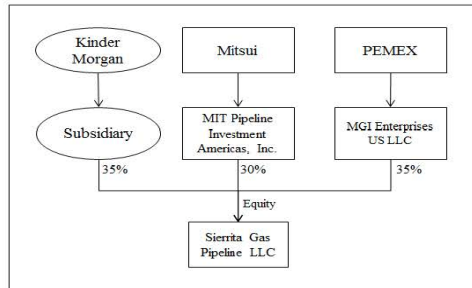 Kinder
Morgan
Mitsui
PEMEX
Subsidiary
MIT Pipeline
Investment
Americas, Inc.
MGI Enterprises
US LLC
35%
30%
35%
Equity
Sierrita Gas
Pipeline LLC